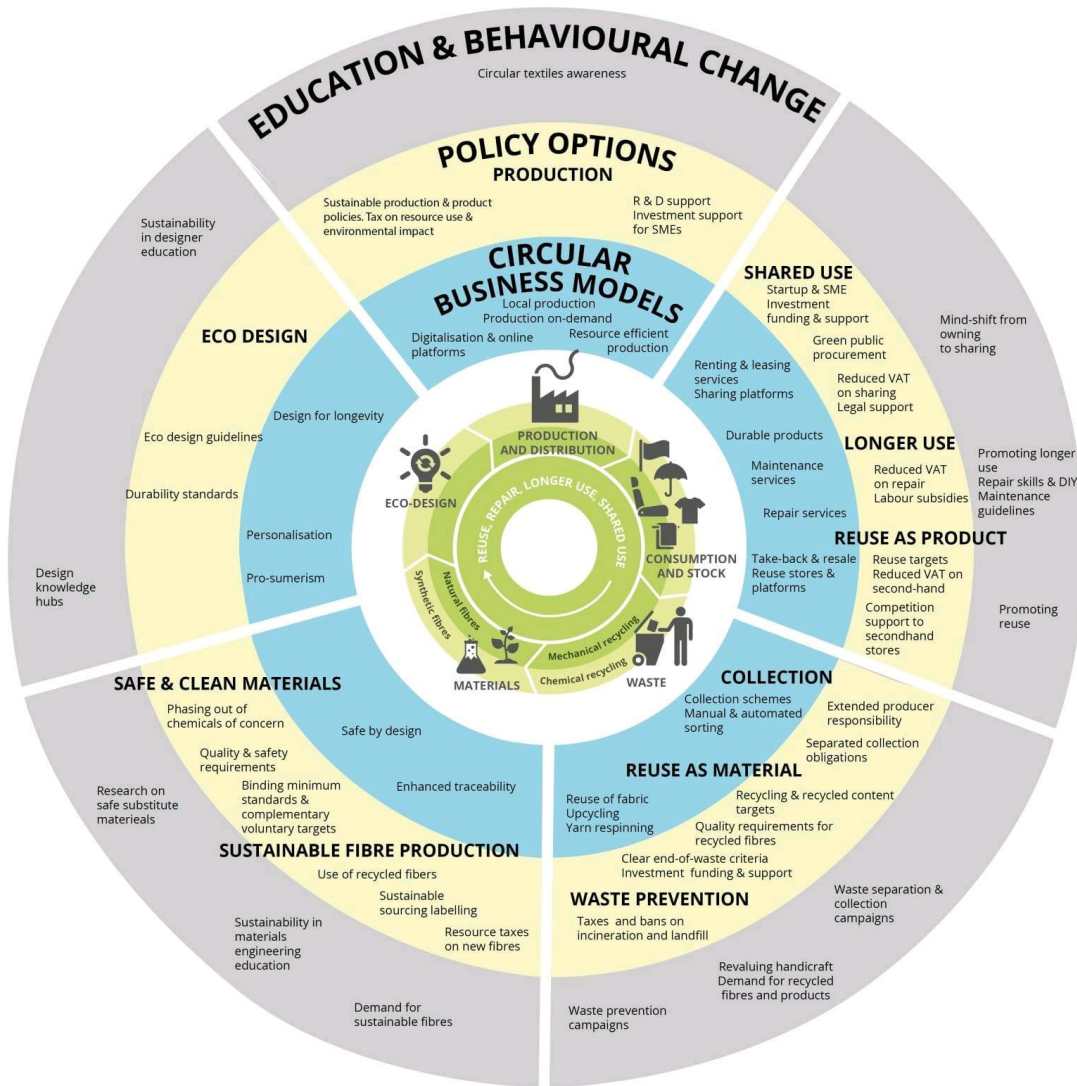 EDUCATION & BEHAVIOURAL CHANGE
Circular textiles awareness
POLICY OPTIONS
PRODUCTION
Sustainable production & product
policies. Tax on resource use &
environmental impact
R & D support
Investment support
for SMEs
CIRCULAR
BUSINESS MODELS
Local production
Production on-demand
Digitalisation & online
platforms
Resource efficient
production
SHARED USE
Startup & SME
Investment
funding & support
Green public
procurement
Reduced VAT
on sharing
Legal support
Renting & leasing
services
Sharing platforms
Mind-shift from
owning
to sharing
Durable products
LONGER USE
Reduced VAT
on repair
Labour subsidies
Maintenance
services
Repair services
Promoting longer
use
Repair skills & DIY
Maintenance
guidelines
REUSE AS PRODUCT
Take-back & resale
Reuse stores &
platforms
Reuse targets
Reduced VAT on
second-hand
Competition
support to
secondhand
stores
Promoting
reuse
COLLECTION
Collection schemes
Manual & automated
sorting
Extended producer
responsibility
Separated collection
obligations
REUSE AS MATERIAL
Reuse of fabric
Upcycling
Yarn respinning
Recycling & recycled content
targets
Quality requirements for
recycled fibres
Clear end-of-waste criteria
Investment funding & support
WASTE PREVENTION
Taxes and bans on
incineration and landfill
Waste separation &
collection
campaigns
Revaluing handicraft
Demand for recycled
fibres and products
Waste prevention
campaigns
SAFE & CLEAN MATERIALS
Phasing out of
chemicals of concern
Quality & safety
requirements
Binding minimum
standards &
complementary
voluntary targets
Safe by design
Enhanced traceability
Research on
safe substitute
matereials
SUSTAINABLE FIBRE PRODUCTION
Use of recycled fibers
Sustainable
sourcing labelling
Resource taxes
on new fibres
Sustainability in
materials
engineering
education
Demand for
sustainable fibres
Sustainability
in designer
education
ECO DESIGN
Design for longevity
Eco design guidelines
Durability standards
Personalisation
Pro-sumerism
Design
knowledge
hubs
PRODUCTION
AND DISTRIBUTION
ECO-DESIGN
REUSE, REPAIR, LONGER USE, SHARED USE
CONSUMPTION
AND STOCK
Synthetic fibres
Natural fibres
MATERIALS
Mechanical recycling
Chemical recycling
WASTE